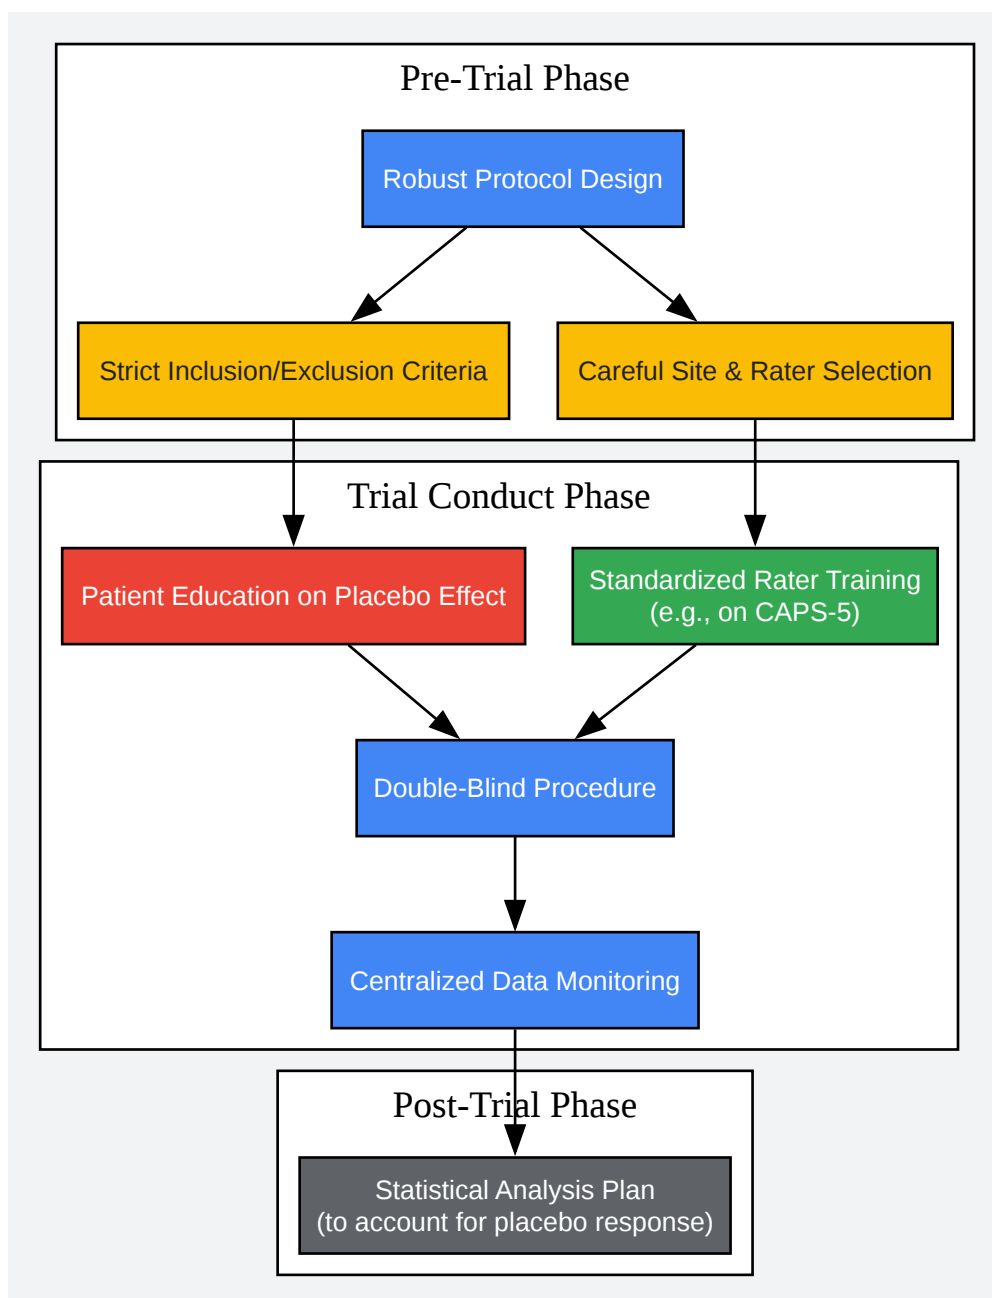 Pre-Trial Phase
Robust Protocol Design
Strict Inclusion/Exclusion Criteria
Careful Site & Rater Selection
Trial Conduct Phase
Patient Education on Placebo Effect
Standardized Rater Training
(e.g., on CAPS-5)
Double-Blind Procedure
Centralized Data Monitoring
Post-Trial Phase
Statistical Analysis Plan
(to account for placebo response)